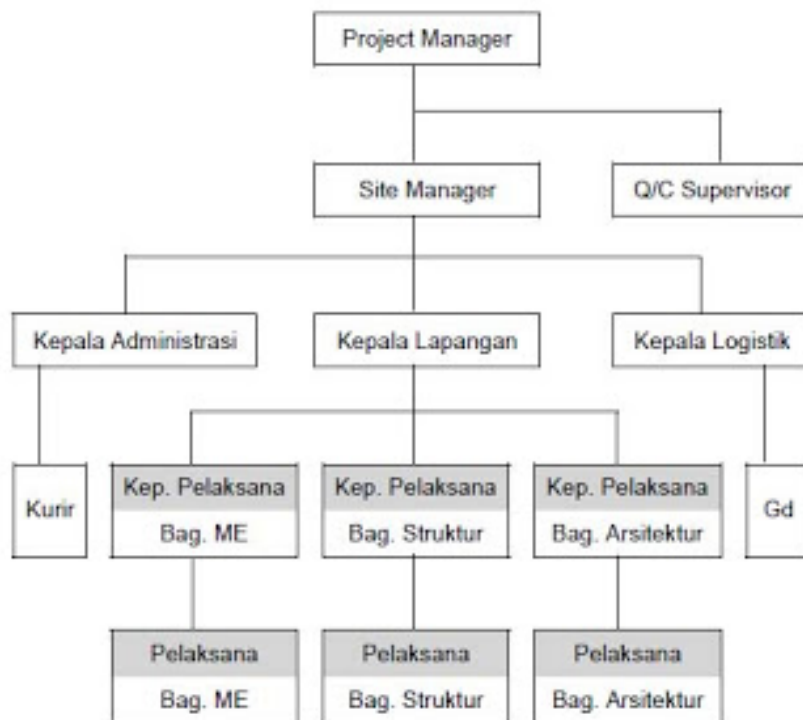 Project Manager
Site Manager
Q/C Supervisor
Kepala Administrasi
Kepala Lapangan
Kepala Logistik
Kurir
Kep. Pelaksana
Bag. ME
Kep. Pelaksana
Bag. Struktur
Kep. Pelaksana
Bag. Arsitektur
Gd
Pelaksana
Bag. ME
Pelaksana
Bag. Struktur
Pelaksana
Bag. Arsitektur